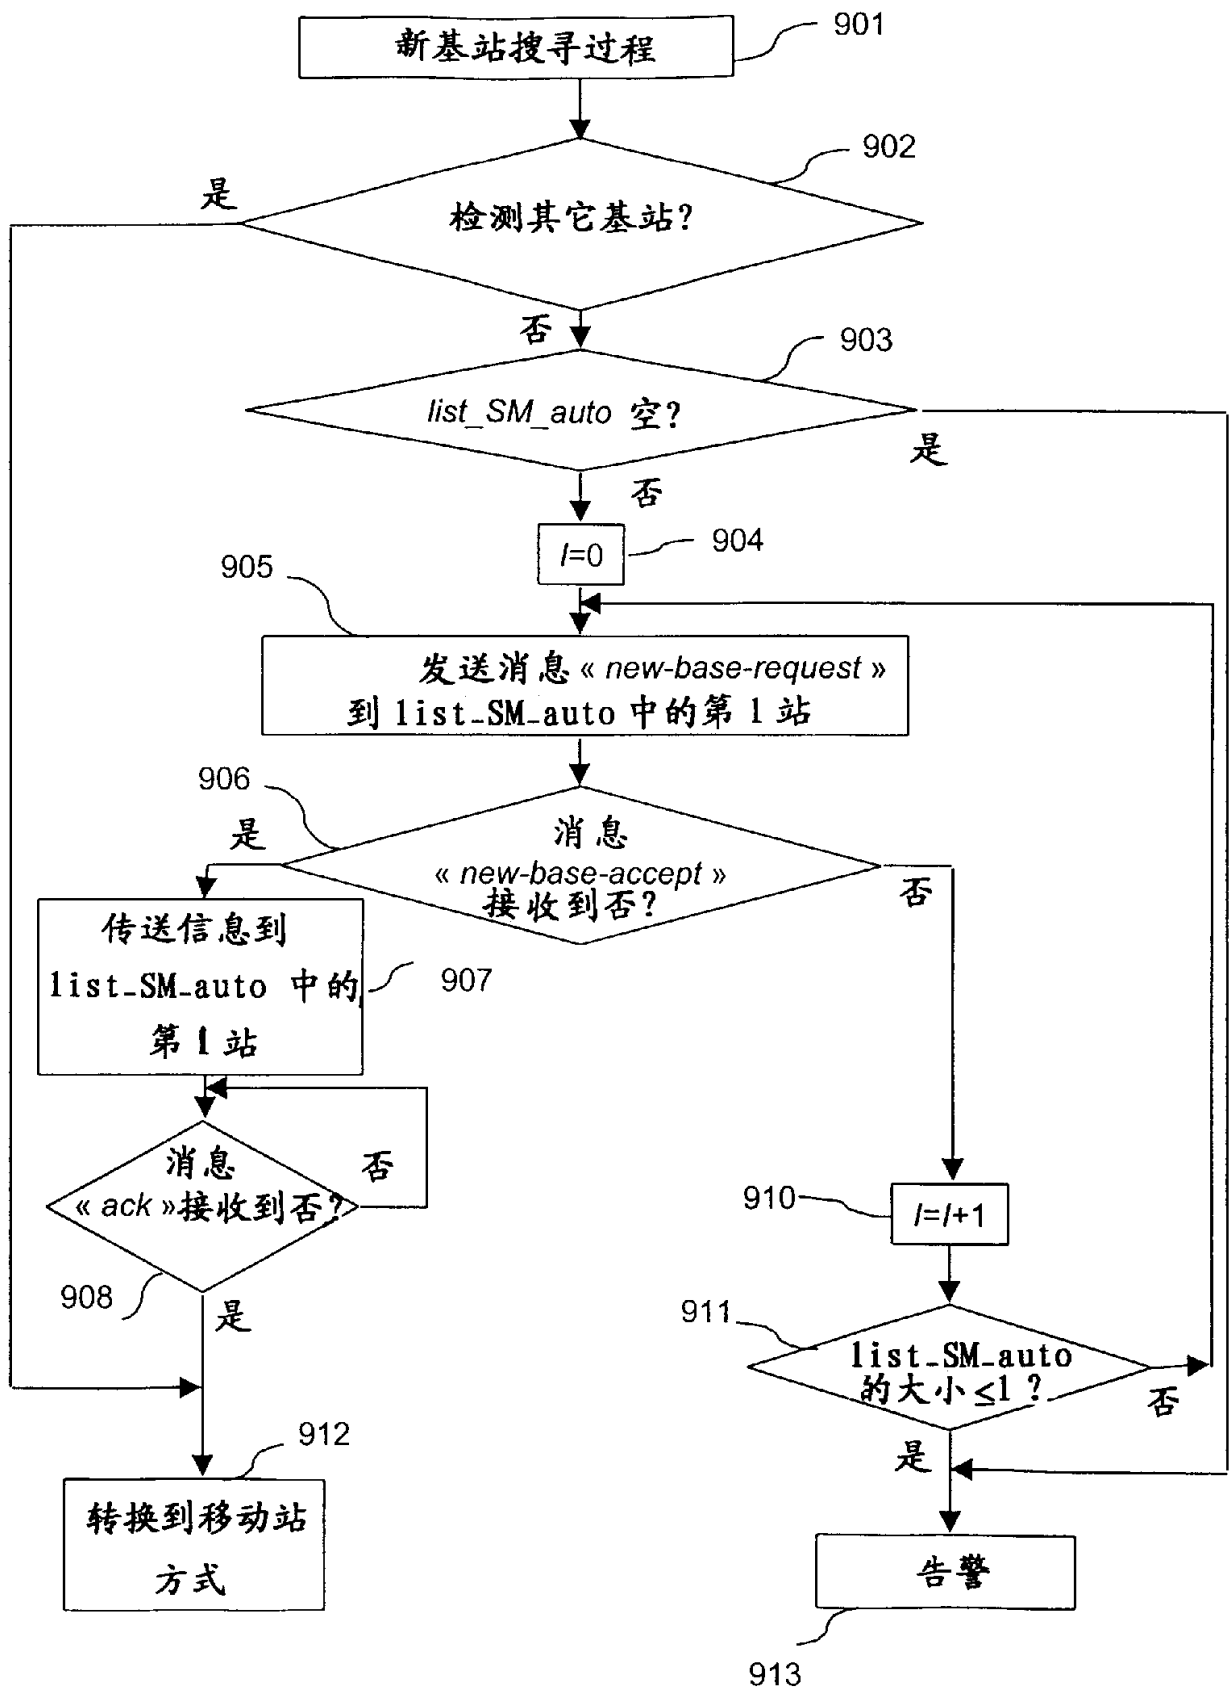 新基站搜寻过程
901
902
是
检测其它基站?
否
903
list_SM_auto 空?
是
否
I=0
904
905
发送消息 « new-base-request »
到 list_SM_auto 中的第 1 站
906
是
消息
« new-base-accept »
接收到否?
否
传送信息到
list_SM_auto 中的
第 1 站
907
消息
« ack »接收到否?
否
908
是
910
I=I+1
911
list_SM_auto
的大小 ≤1 ?
否
是
912
转换到移动站
方式
告警
913